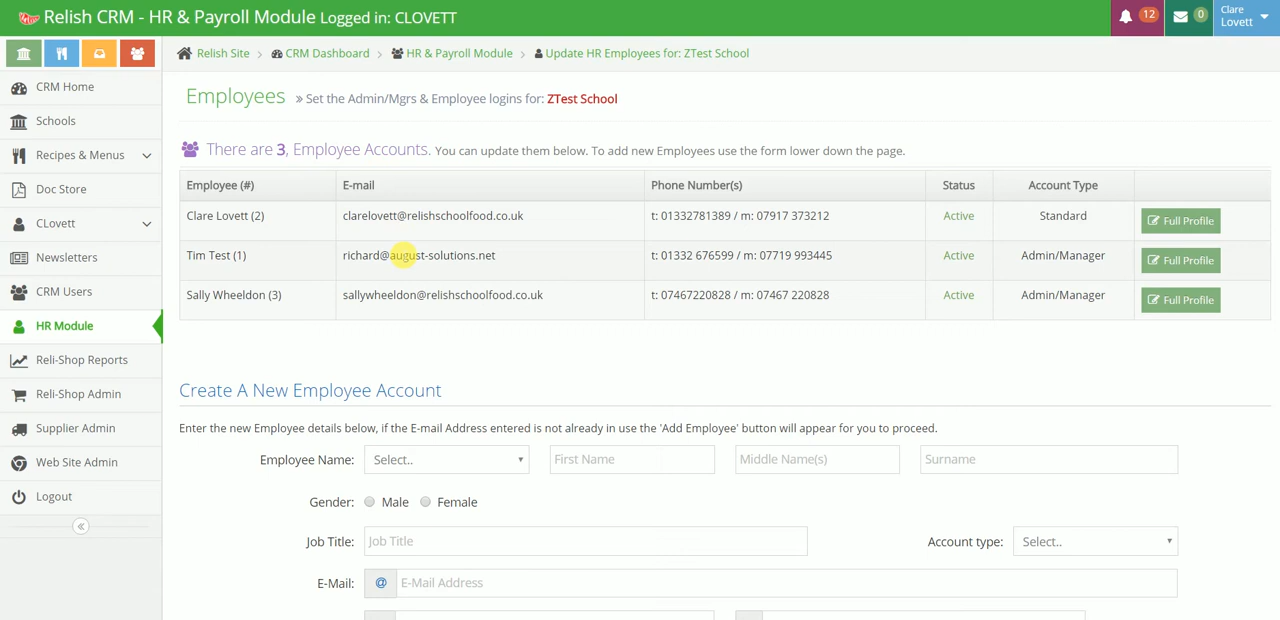 Relish CRM - HR & Payroll Module Logged in: CLOVETT
12
0
Clare
Lovett
Relish Site > CRM Dashboard > HR & Payroll Module > Update HR Employees for: ZTest School
CRM Home
Schools
Recipes & Menus
Doc Store
CLovett
Newsletters
CRM Users
HR Module
Reli-Shop Reports
Reli-Shop Admin
Supplier Admin
Web Site Admin
Logout
Employees » Set the Admin/Mgrs & Employee logins for: ZTest School
There are 3, Employee Accounts. You can update them below. To add new Employees use the form lower down the page.
Employee (#) E-mail Phone Number(s) Status Account Type
Clare Lovett (2) clarelovett@relishschoolfood.co.uk t: 01332781389 / m: 07917 373212 Active Standard Full Profile
Tim Test (1) richard@august-solutions.net t: 01332 676599 / m: 07719 993445 Active Admin/Manager Full Profile
Sally Wheeldon (3) sallywheeldon@relishschoolfood.co.uk t: 07467220828 / m: 07467 220828 Active Admin/Manager Full Profile
Create A New Employee Account
Enter the new Employee details below, if the E-mail Address entered is not already in use the 'Add Employee' button will appear for you to proceed.
Employee Name: Select.. First Name Middle Name(s) Surname
Gender: Male Female
Job Title: Job Title Account type: Select..
E-Mail: @ E-Mail Address